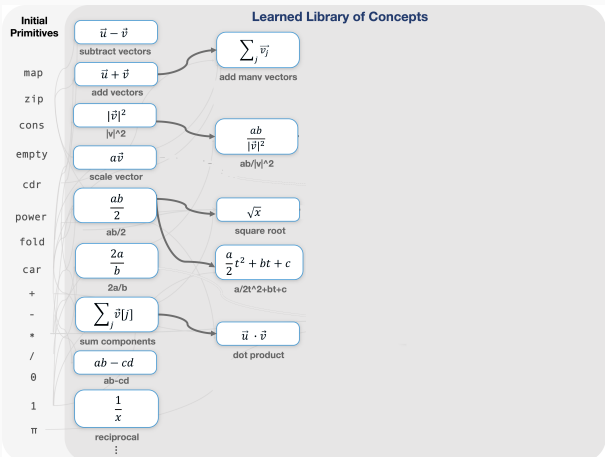 Initial
Primitives
Learned Library of Concepts
map
zip
cons
empty
cdr
power
fold
car
+
-
*
/
0
1
π
u⃗ − v⃗
subtract vectors
u⃗ + v⃗
add vectors
|v⃗|²
|v|^2
av⃗
scale vector
ab
2
ab/2
2a
b
2a/b
∑ⱼ v⃗[j]
sum components
ab − cd
ab-cd
1
x
reciprocal
⋮
∑ⱼ v⃗ⱼ
add many vectors
ab
|v⃗|²
ab/|v|^2
√x
square root
a/2 t² + bt + c
a/2t^2+bt+c
u⃗ · v⃗
dot product